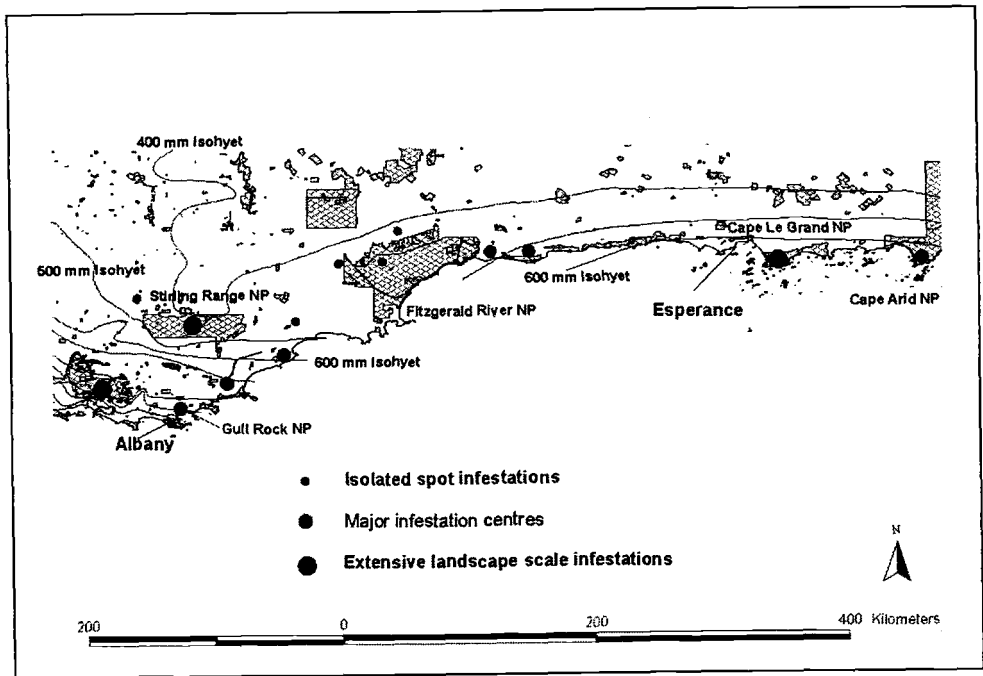 400 mm Isohyet
Cape Le Grand NP
600 mm Isohyet
600 mm Isohyet
Stirling Range NP
Esperance
Cape Arid NP
Fitzgerald River NP
600 mm Isohyet
Gull Rock NP
Albany
Isolated spot infestations
Major infestation centres
N
Extensive landscape scale infestations
200
0
200
400 Kilometers